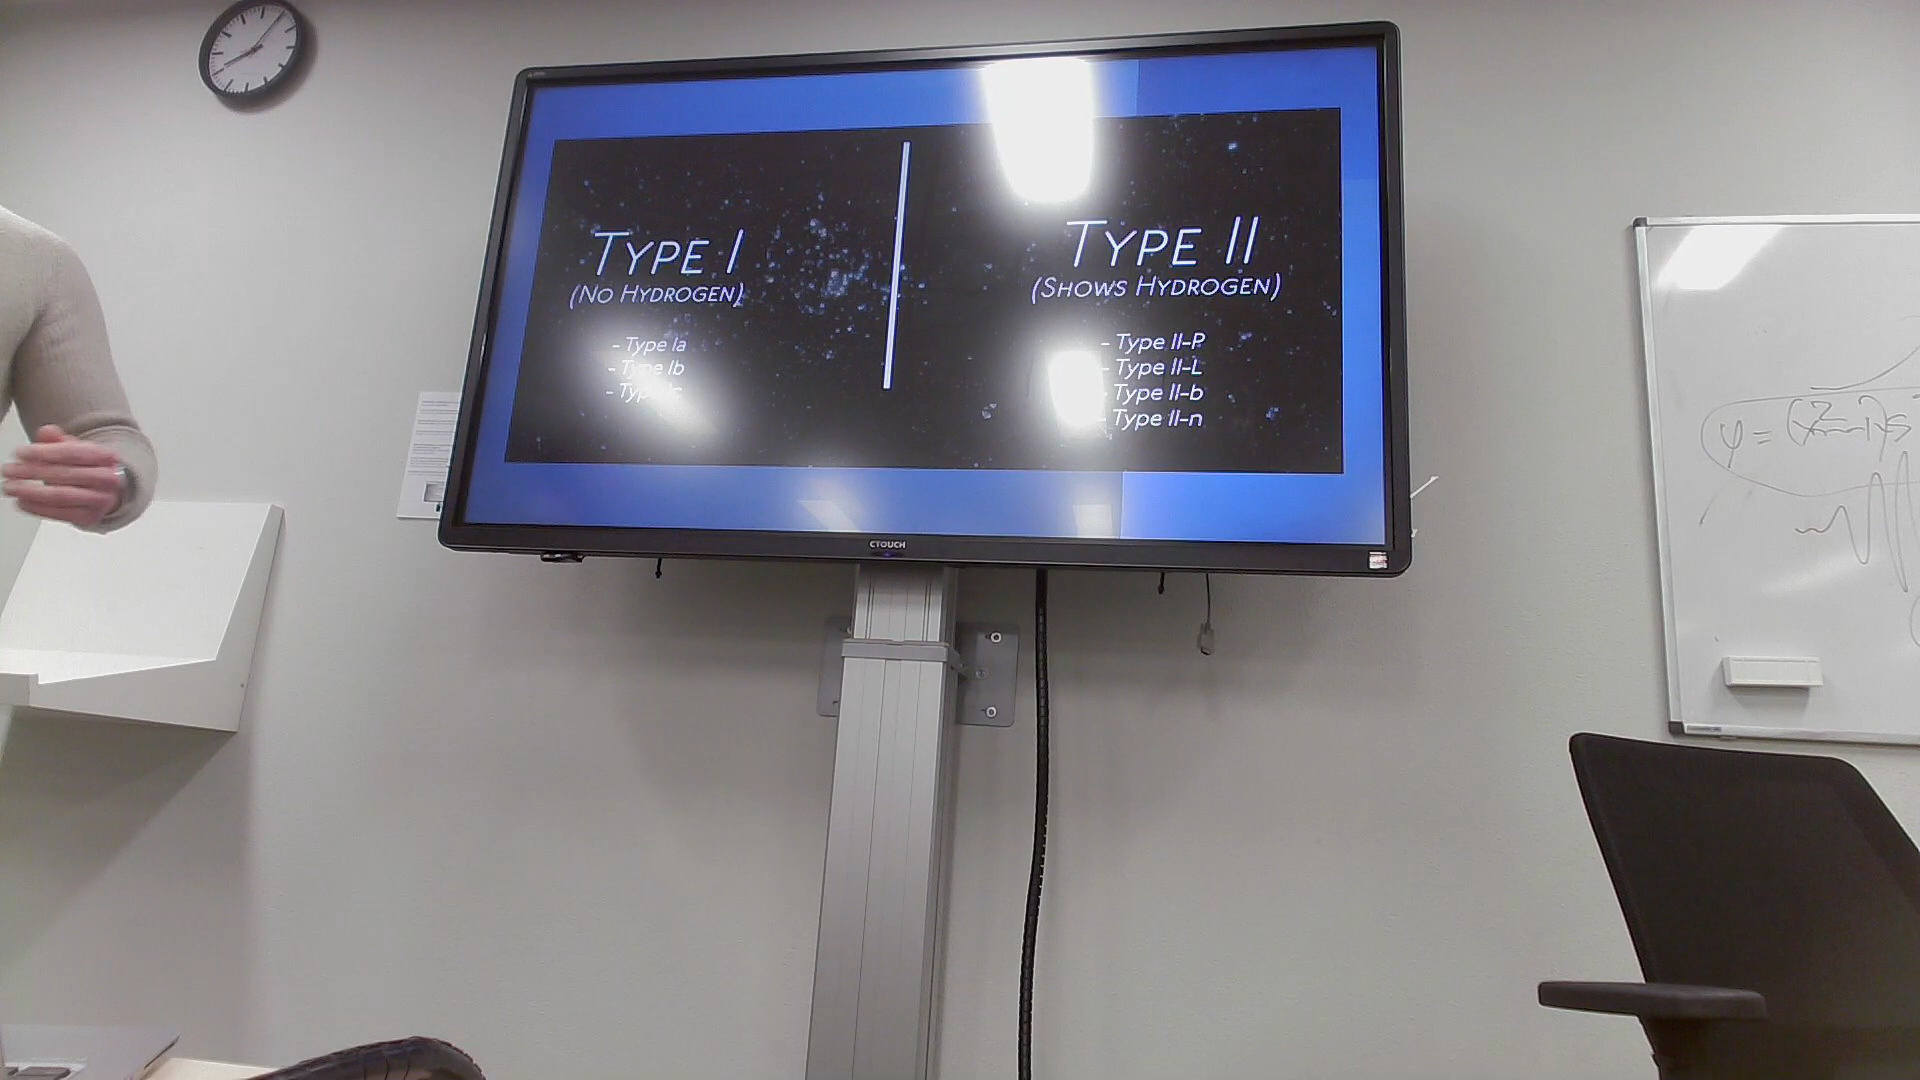 TYPE I
(NO HYDROGEN)
- Type Ia
- Type Ib
TYPE II
(SHOWS HYDROGEN)
- Type II-P
- Type II-L
- Type II-b
- Type II-n
CTOUCH